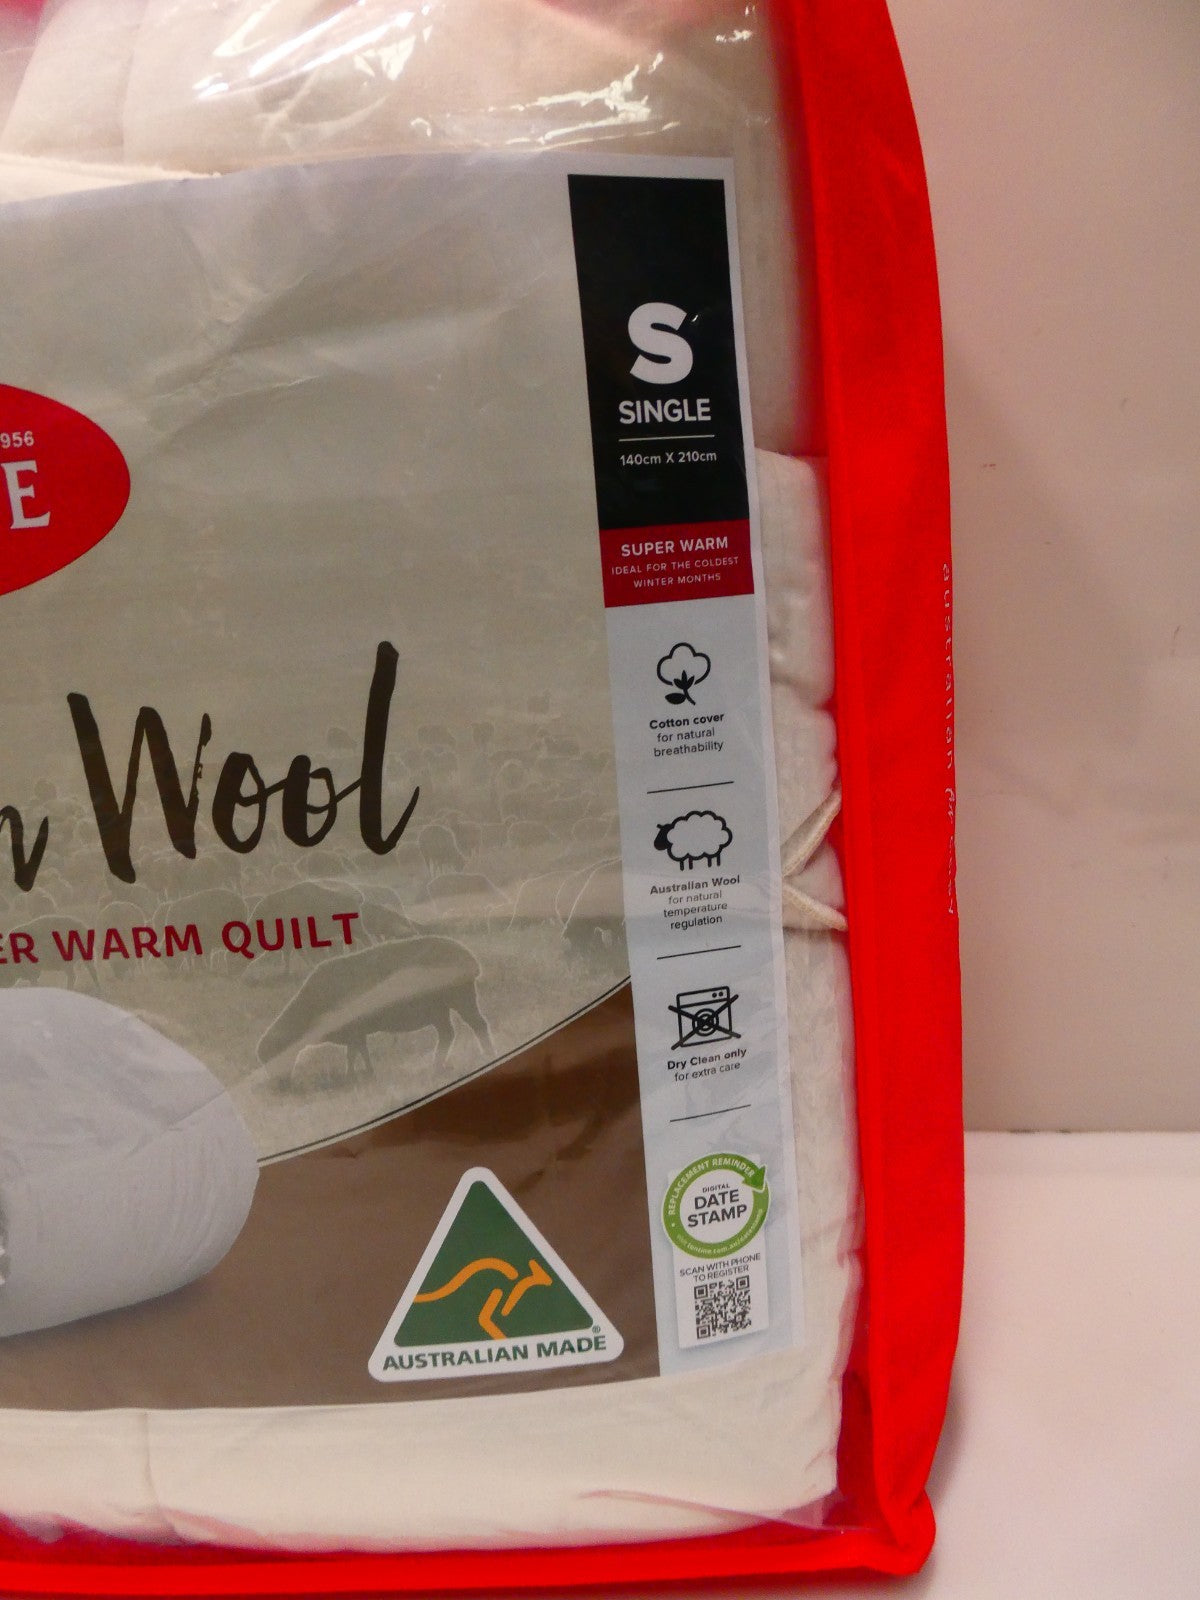 S
SINGLE
140cm X 210cm
SUPER WARM
IDEAL FOR THE COLDEST
WINTER MONTHS
956
E
Wool
ER WARM QUILT
Cotton cover
for natural
breathability
Australian Wool
for natural
temperature
regulation
Dry Clean only
for extra care
REPLACEMENT REMINDER
DIGITAL
DATE
STAMP
SCAN WITH PHONE
TO REGISTER
AUSTRALIAN MADE®
australian